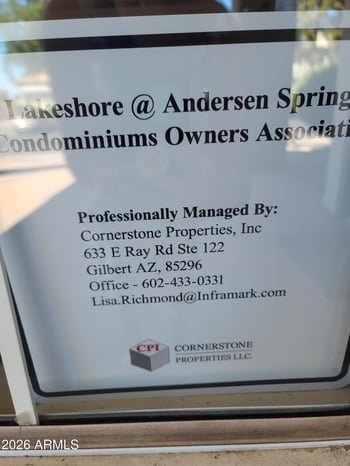 Lakeshore @ Andersen Spring
Condominiums Owners Associati
Professionally Managed By:
Cornerstone Properties, Inc
633 E Ray Rd Ste 122
Gilbert AZ, 85296
Office - 602-433-0331
Lisa.Richmond@Inframark.com
CPI CORNERSTONE
PROPERTIES LLC.
2026 ARMLS